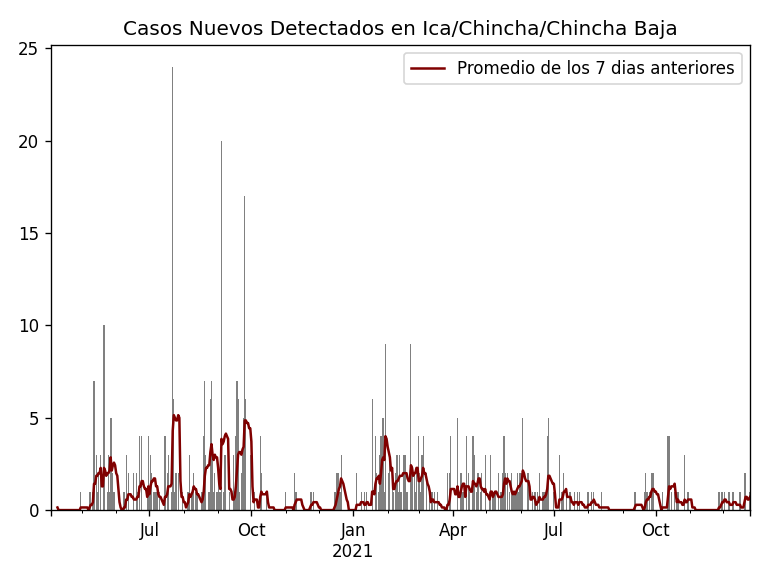 Casos Nuevos Detectados en Ica/Chincha/Chincha Baja
Promedio de los 7 dias anteriores
25
20
15
10
5
0
Jul Oct Jan Apr Jul Oct
2021